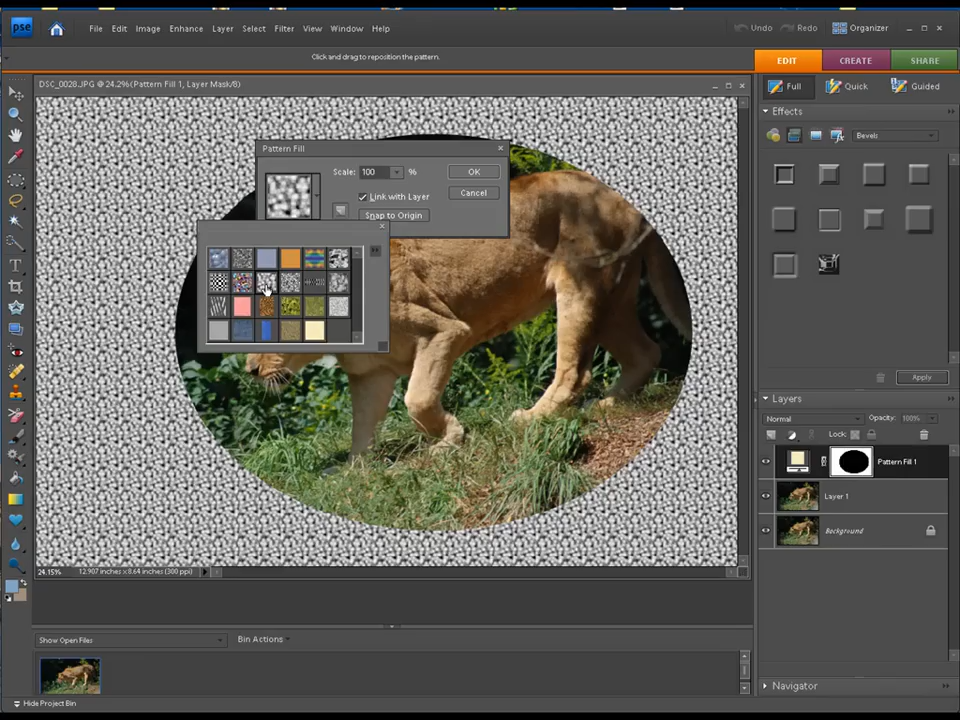 pse
File Edit Image Enhance Layer Select Filter View Window Help
Undo Redo Organizer
Click and drag to reposition the pattern.
EDIT CREATE SHARE
DSC_0028.JPG @ 24.2%(Pattern Fill 1, Layer Mask/8)
Full Quick Guided
Effects
Bevels
Pattern Fill
Scale: 100 %
OK
Link with Layer
Cancel
Snap to Origin
Apply
Layers
Normal Opacity: 100%
Lock:
Pattern Fill 1
Layer 1
Background
24.15% 12.907 inches x 8.64 inches (300 ppi)
Show Open Files Bin Actions
Navigator
Hide Project Bin